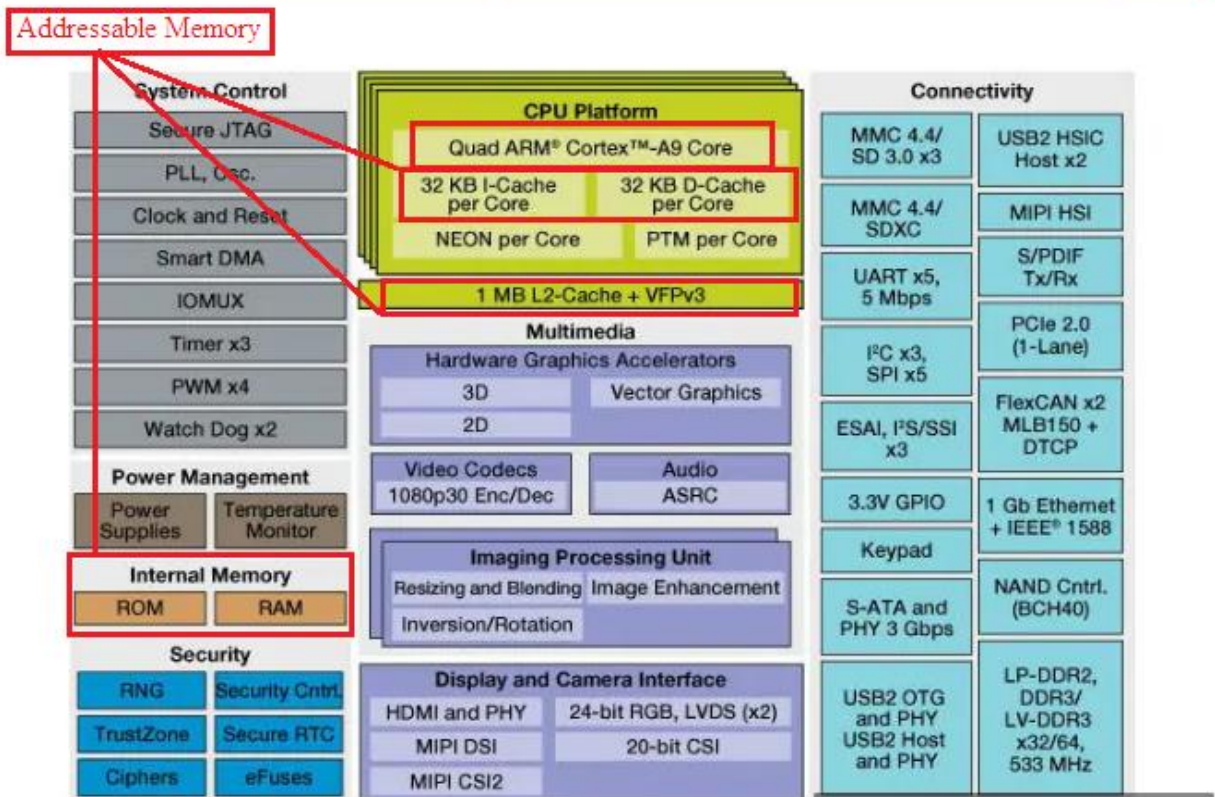 Addressable Memory
System Control
Secure JTAG
PLL, Osc.
Clock and Reset
Smart DMA
IOMUX
Timer x3
PWM x4
Watch Dog x2
Power Management
Power
Supplies
Temperature
Monitor
Internal Memory
ROM
RAM
Security
RNG
Security Cntrl.
TrustZone
Secure RTC
Ciphers
eFuses
CPU Platform
Quad ARM® Cortex™-A9 Core
32 KB I-Cache
per Core
32 KB D-Cache
per Core
NEON per Core
PTM per Core
1 MB L2-Cache + VFPv3
Multimedia
Hardware Graphics Accelerators
3D
Vector Graphics
2D
Video Codecs
1080p30 Enc/Dec
Audio
ASRC
Imaging Processing Unit
Resizing and Blending
Image Enhancement
Inversion/Rotation
Display and Camera Interface
HDMI and PHY
24-bit RGB, LVDS (x2)
MIPI DSI
20-bit CSI
MIPI CSI2
Connectivity
MMC 4.4/
SD 3.0 x3
MMC 4.4/
SDXC
UART x5,
5 Mbps
I²C x3,
SPI x5
ESAI, I²S/SSI
x3
3.3V GPIO
Keypad
S-ATA and
PHY 3 Gbps
USB2 OTG
and PHY
USB2 Host
and PHY
USB2 HSIC
Host x2
MIPI HSI
S/PDIF
Tx/Rx
PCIe 2.0
(1-Lane)
FlexCAN x2
MLB150 +
DTCP
1 Gb Ethernet
+ IEEE® 1588
NAND Cntrl.
(BCH40)
LP-DDR2,
DDR3/
LV-DDR3
x32/64,
533 MHz